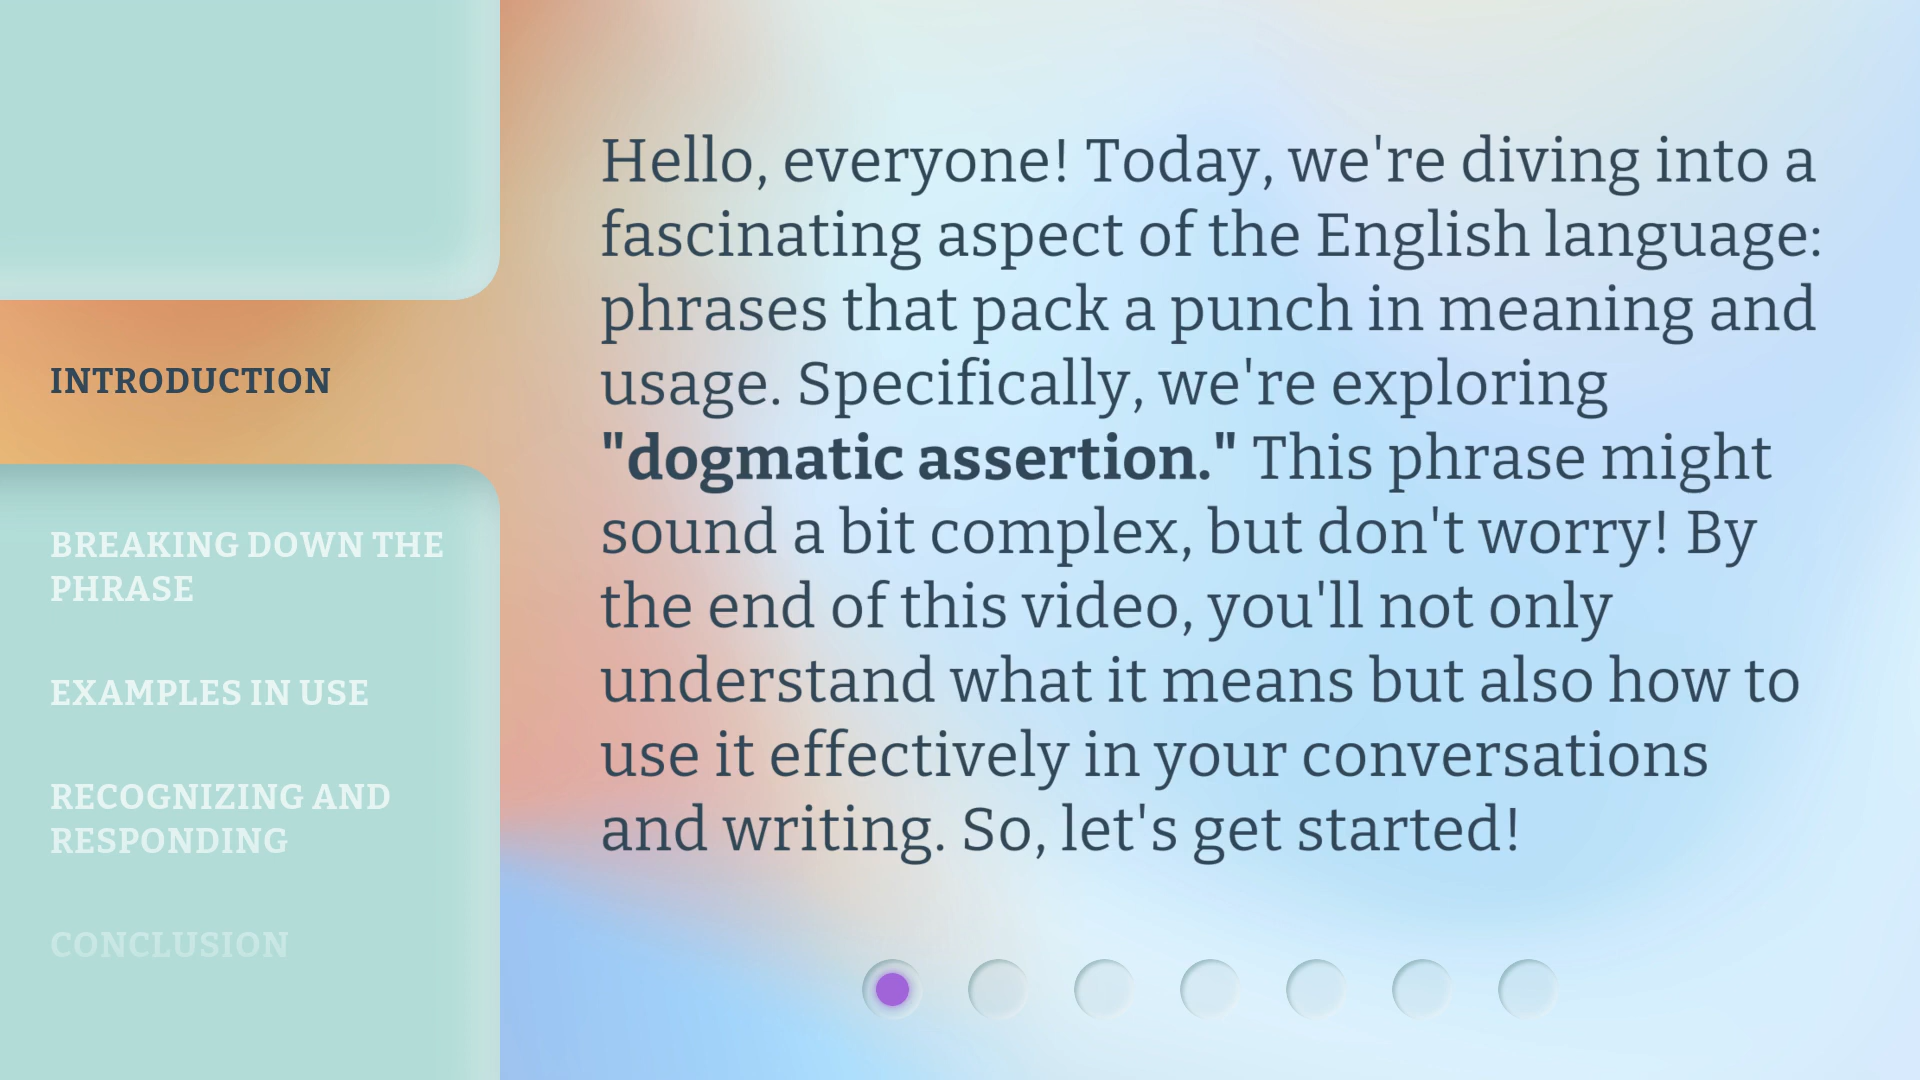 INTRODUCTION
BREAKING DOWN THE
PHRASE
EXAMPLES IN USE
RECOGNIZING AND
RESPONDING
CONCLUSION
Hello, everyone! Today, we're diving into a
fascinating aspect of the English language:
phrases that pack a punch in meaning and
usage. Specifically, we're exploring
"dogmatic assertion." This phrase might
sound a bit complex, but don't worry! By
the end of this video, you'll not only
understand what it means but also how to
use it effectively in your conversations
and writing. So, let's get started!